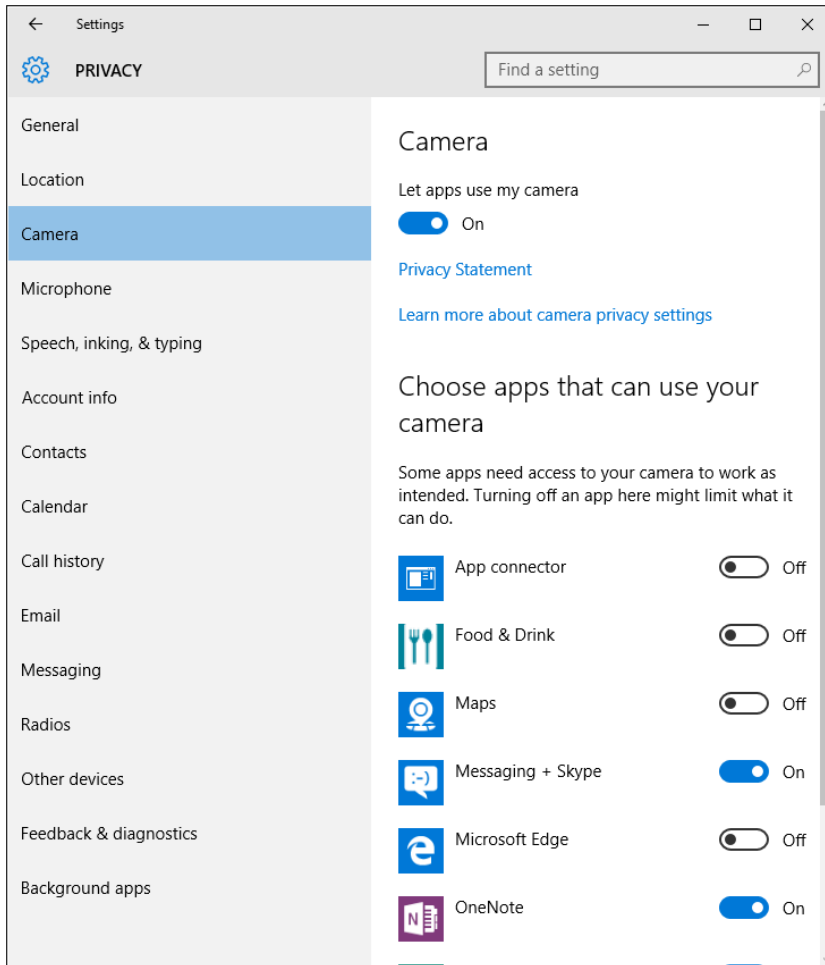 Settings
PRIVACY
Find a setting
General
Location
Camera
Microphone
Speech, inking, & typing
Account info
Contacts
Calendar
Call history
Email
Messaging
Radios
Other devices
Feedback & diagnostics
Background apps
Camera
Let apps use my camera
On
Privacy Statement
Learn more about camera privacy settings
Choose apps that can use your
camera
Some apps need access to your camera to work as
intended. Turning off an app here might limit what it
can do.
App connector Off
Food & Drink Off
Maps Off
:-)
Messaging + Skype On
Microsoft Edge Off
N
OneNote On